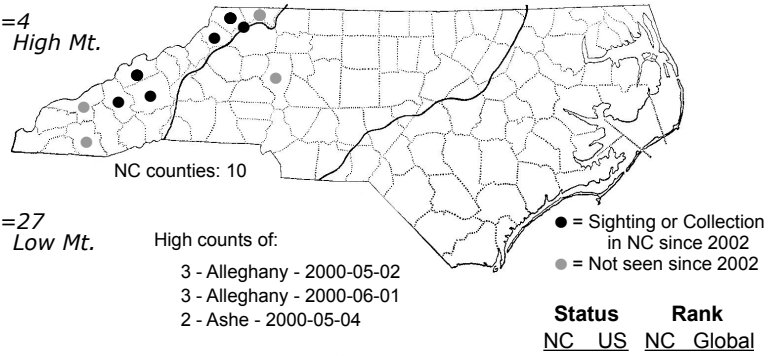 =4
High Mt.
NC counties: 10
=27
Low Mt.
High counts of:
3 - Alleghany - 2000-05-02
3 - Alleghany - 2000-06-01
2 - Ashe - 2000-05-04
● = Sighting or Collection
in NC since 2002
● = Not seen since 2002
Status Rank
NC US NC Global